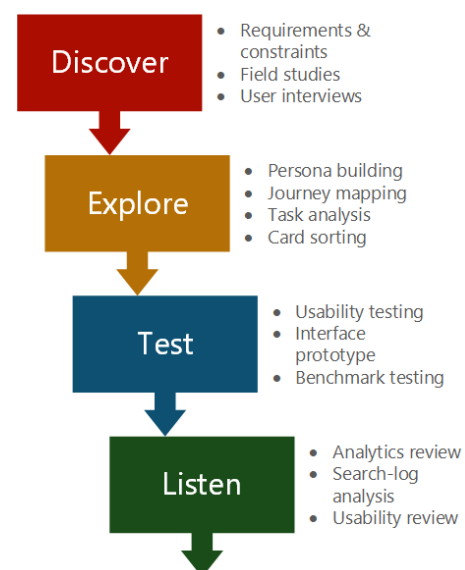 Discover
• Requirements &
constraints
• Field studies
• User interviews
Explore
• Persona building
• Journey mapping
• Task analysis
• Card sorting
Test
• Usability testing
• Interface
prototype
• Benchmark testing
Listen
• Analytics review
• Search-log
analysis
• Usability review